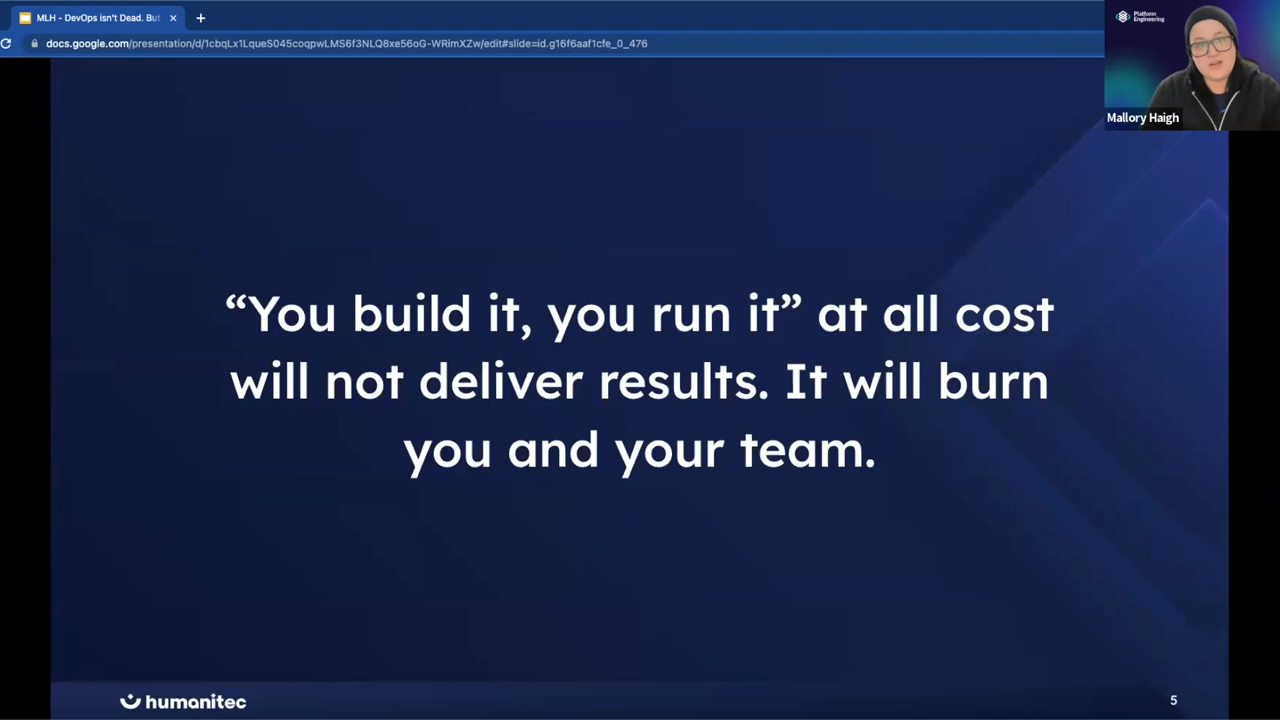 MLH - DevOps isn't Dead. But
docs.google.com/presentation/d/1cbqLx1LqueS045coqpwLMS6f3NLQ8xe56oG-WRimXZw/edit#slide=id.g16f6aaf1cfe_0_476
Platform
Engineering
Mallory Haigh
“You build it, you run it” at all cost
will not deliver results. It will burn
you and your team.
humanitec
5